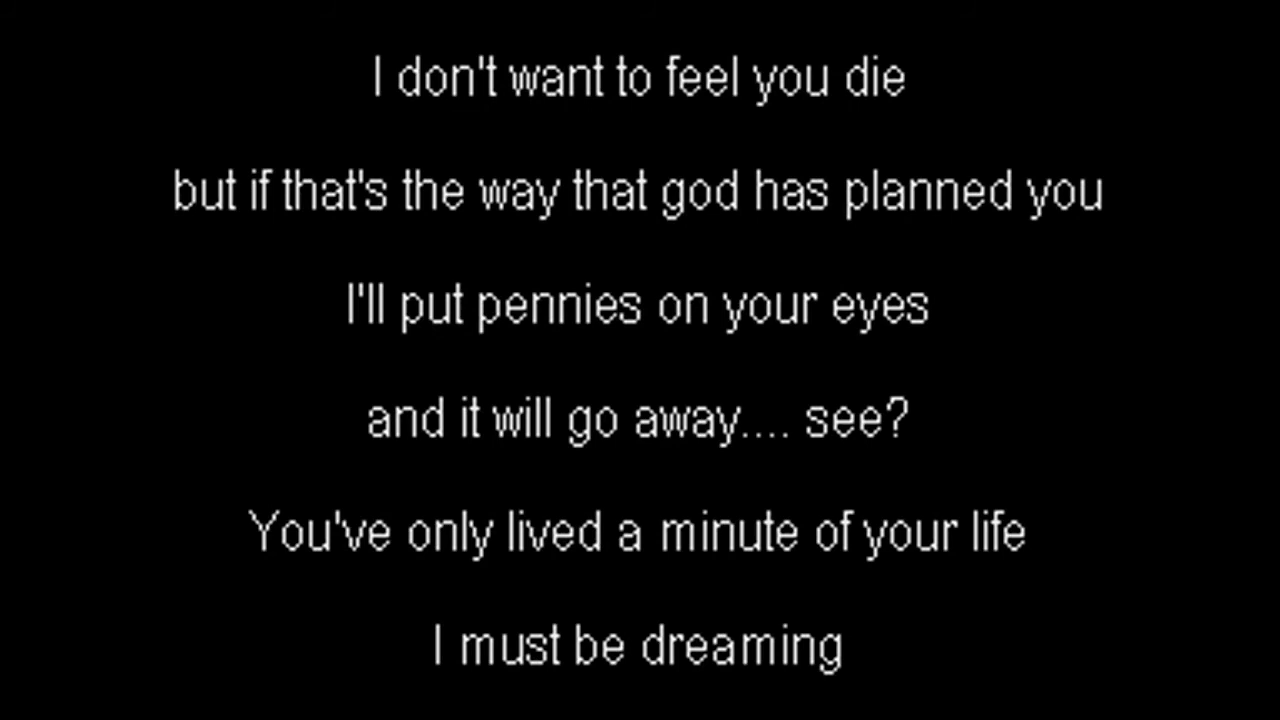 I don't want to feel you die
but if that's the way that god has planned you
I'll put pennies on your eyes
and it will go away.... see?
You've only lived a minute of your life
I must be dreaming